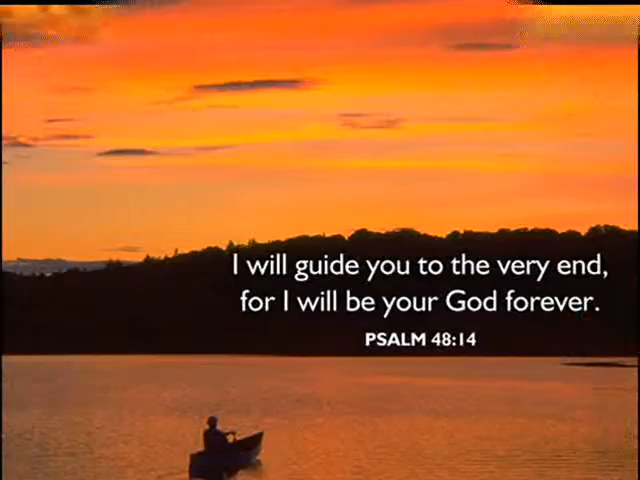 I will guide you to the very end,
for I will be your God forever.
PSALM 48:14